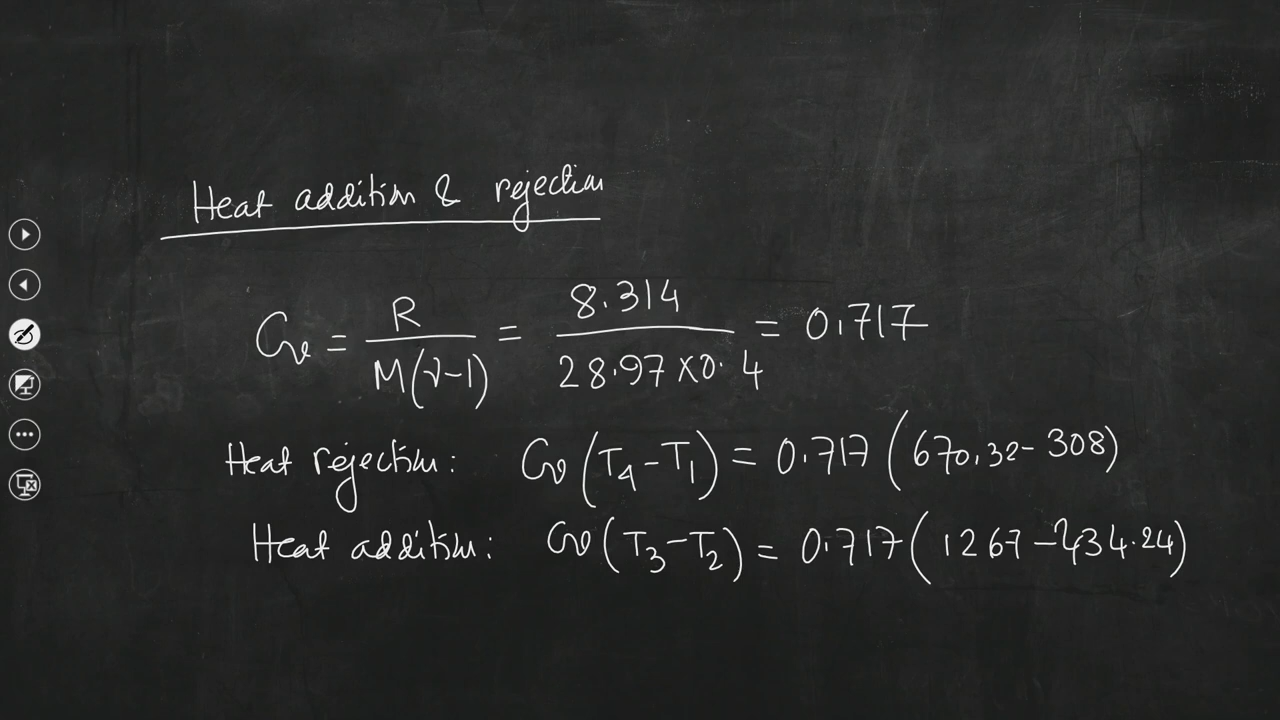 Heat addition & rejection
Cv = R / M(γ-1) = 8.314 / 28.97 X 0.4 = 0.717
Heat rejection: Cv (T4 - T1) = 0.717 (670.32 - 308)
Heat addition: Cv (T3 - T2) = 0.717 (1267 - 434.24)